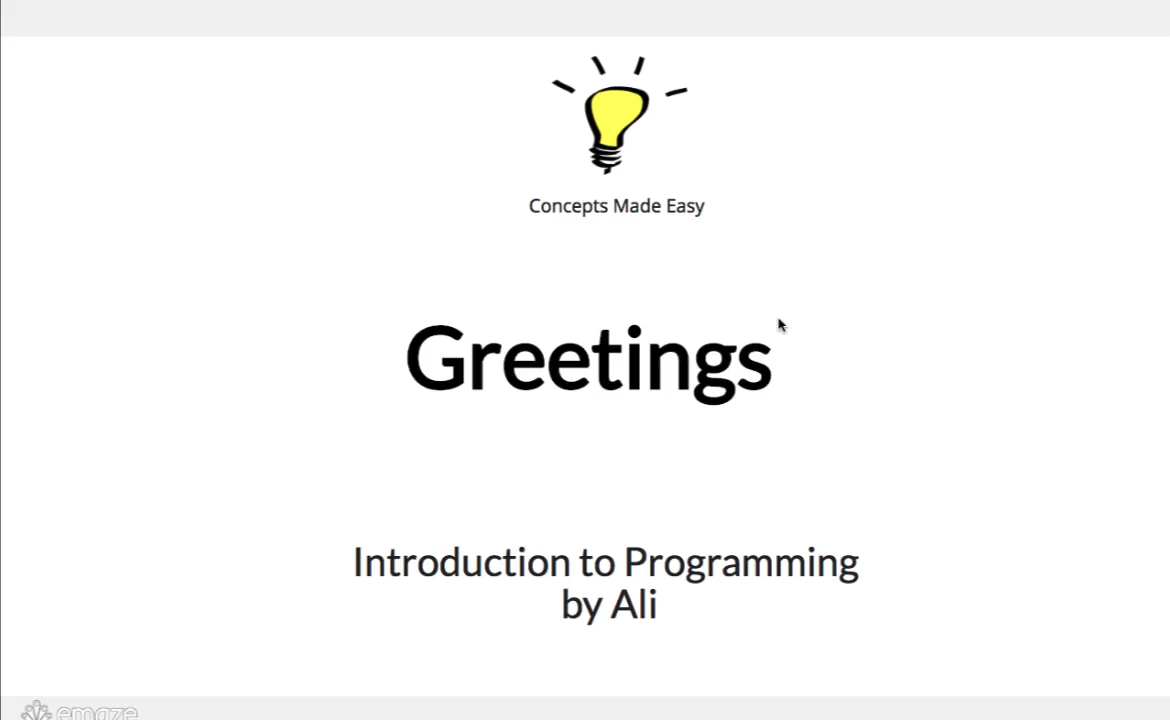 Concepts Made Easy
Greetings
Introduction to Programming
by Ali
emaze